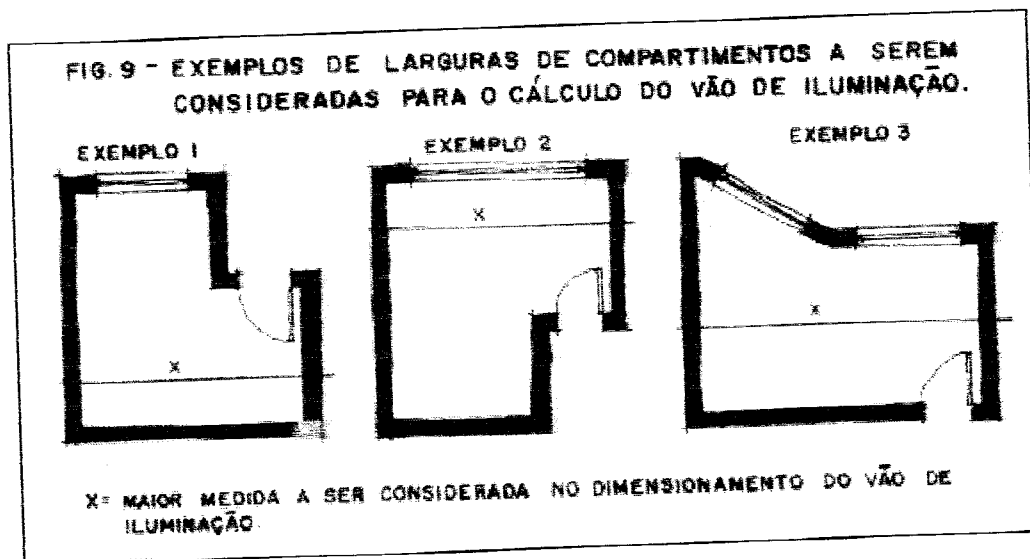 FIG. 9 - EXEMPLOS DE LARGURAS DE COMPARTIMENTOS A SEREM
CONSIDERADAS PARA O CÁLCULO DO VÃO DE ILUMINAÇÃO.
EXEMPLO 1
EXEMPLO 2
EXEMPLO 3
X
X
X
X= MAIOR MEDIDA A SER CONSIDERADA NO DIMENSIONAMENTO DO VÃO DE
ILUMINAÇÃO.